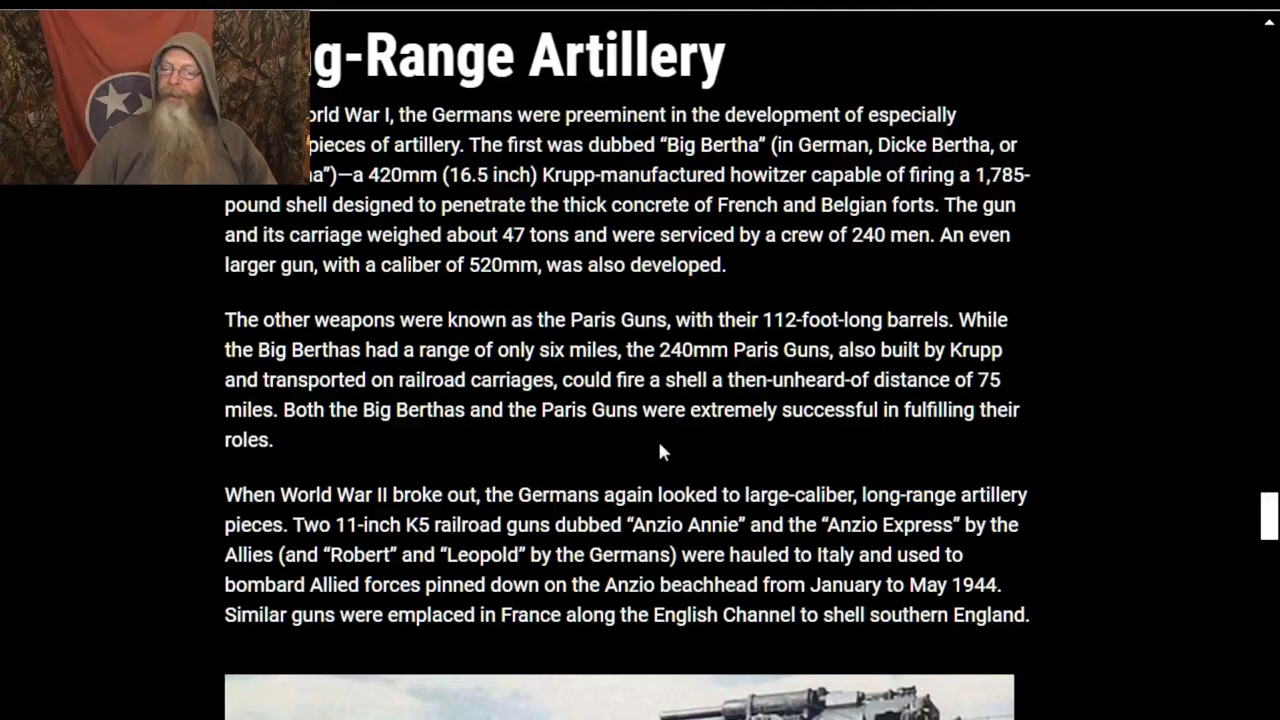 g-Range Artillery
orld War I, the Germans were preeminent in the development of especially
pieces of artillery. The first was dubbed “Big Bertha” (in German, Dicke Bertha, or
a”)—a 420mm (16.5 inch) Krupp-manufactured howitzer capable of firing a 1,785-
pound shell designed to penetrate the thick concrete of French and Belgian forts. The gun
and its carriage weighed about 47 tons and were serviced by a crew of 240 men. An even
larger gun, with a caliber of 520mm, was also developed.
The other weapons were known as the Paris Guns, with their 112-foot-long barrels. While
the Big Berthas had a range of only six miles, the 240mm Paris Guns, also built by Krupp
and transported on railroad carriages, could fire a shell a then-unheard-of distance of 75
miles. Both the Big Berthas and the Paris Guns were extremely successful in fulfilling their
roles.
When World War II broke out, the Germans again looked to large-caliber, long-range artillery
pieces. Two 11-inch K5 railroad guns dubbed “Anzio Annie” and the “Anzio Express” by the
Allies (and “Robert” and “Leopold” by the Germans) were hauled to Italy and used to
bombard Allied forces pinned down on the Anzio beachhead from January to May 1944.
Similar guns were emplaced in France along the English Channel to shell southern England.